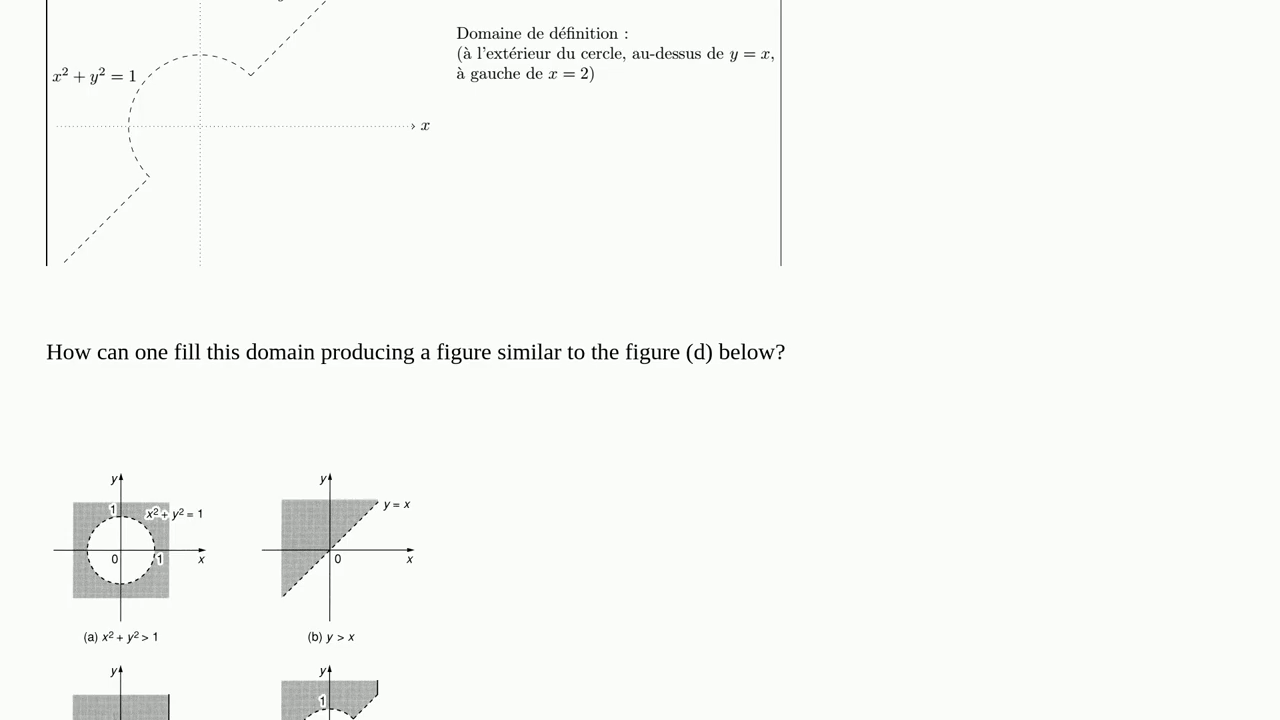 Domaine de définition :
(à l'extérieur du cercle, au-dessus de y = x,
à gauche de x = 2)
x² + y² = 1
x
How can one fill this domain producing a figure similar to the figure (d) below?
y
1
x² + y² = 1
0
1
x
(a) x² + y² > 1
y
y = x
0
x
(b) y > x
y
y
1